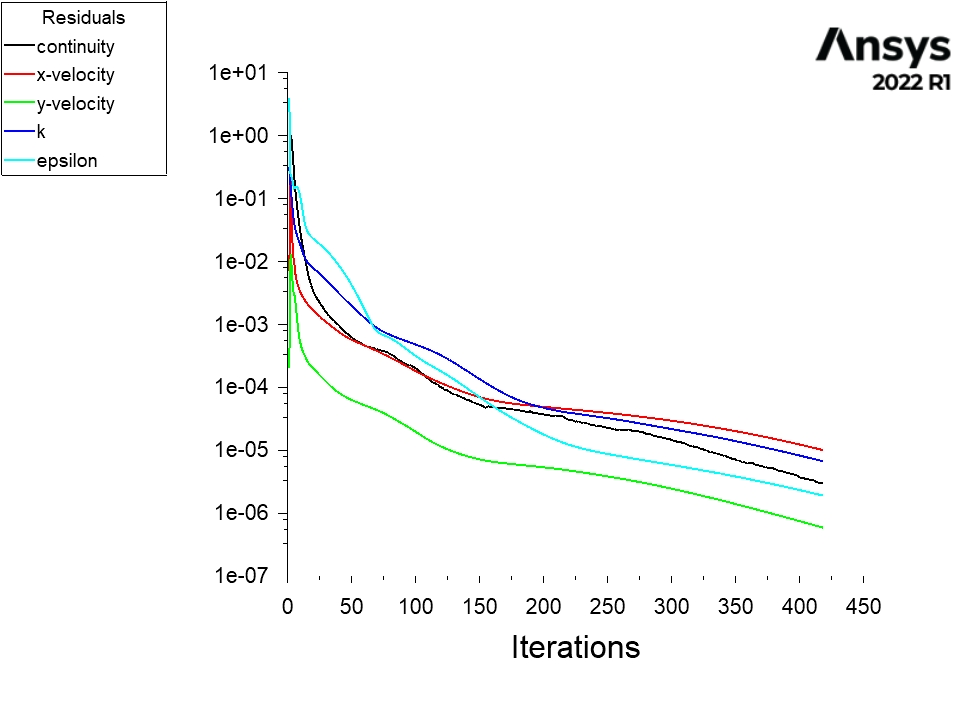 Residuals
continuity
x-velocity
y-velocity
k
epsilon
Ansys
2022 R1
1e+01
1e+00
1e-01
1e-02
1e-03
1e-04
1e-05
1e-06
1e-07
0 50 100 150 200 250 300 350 400 450
Iterations